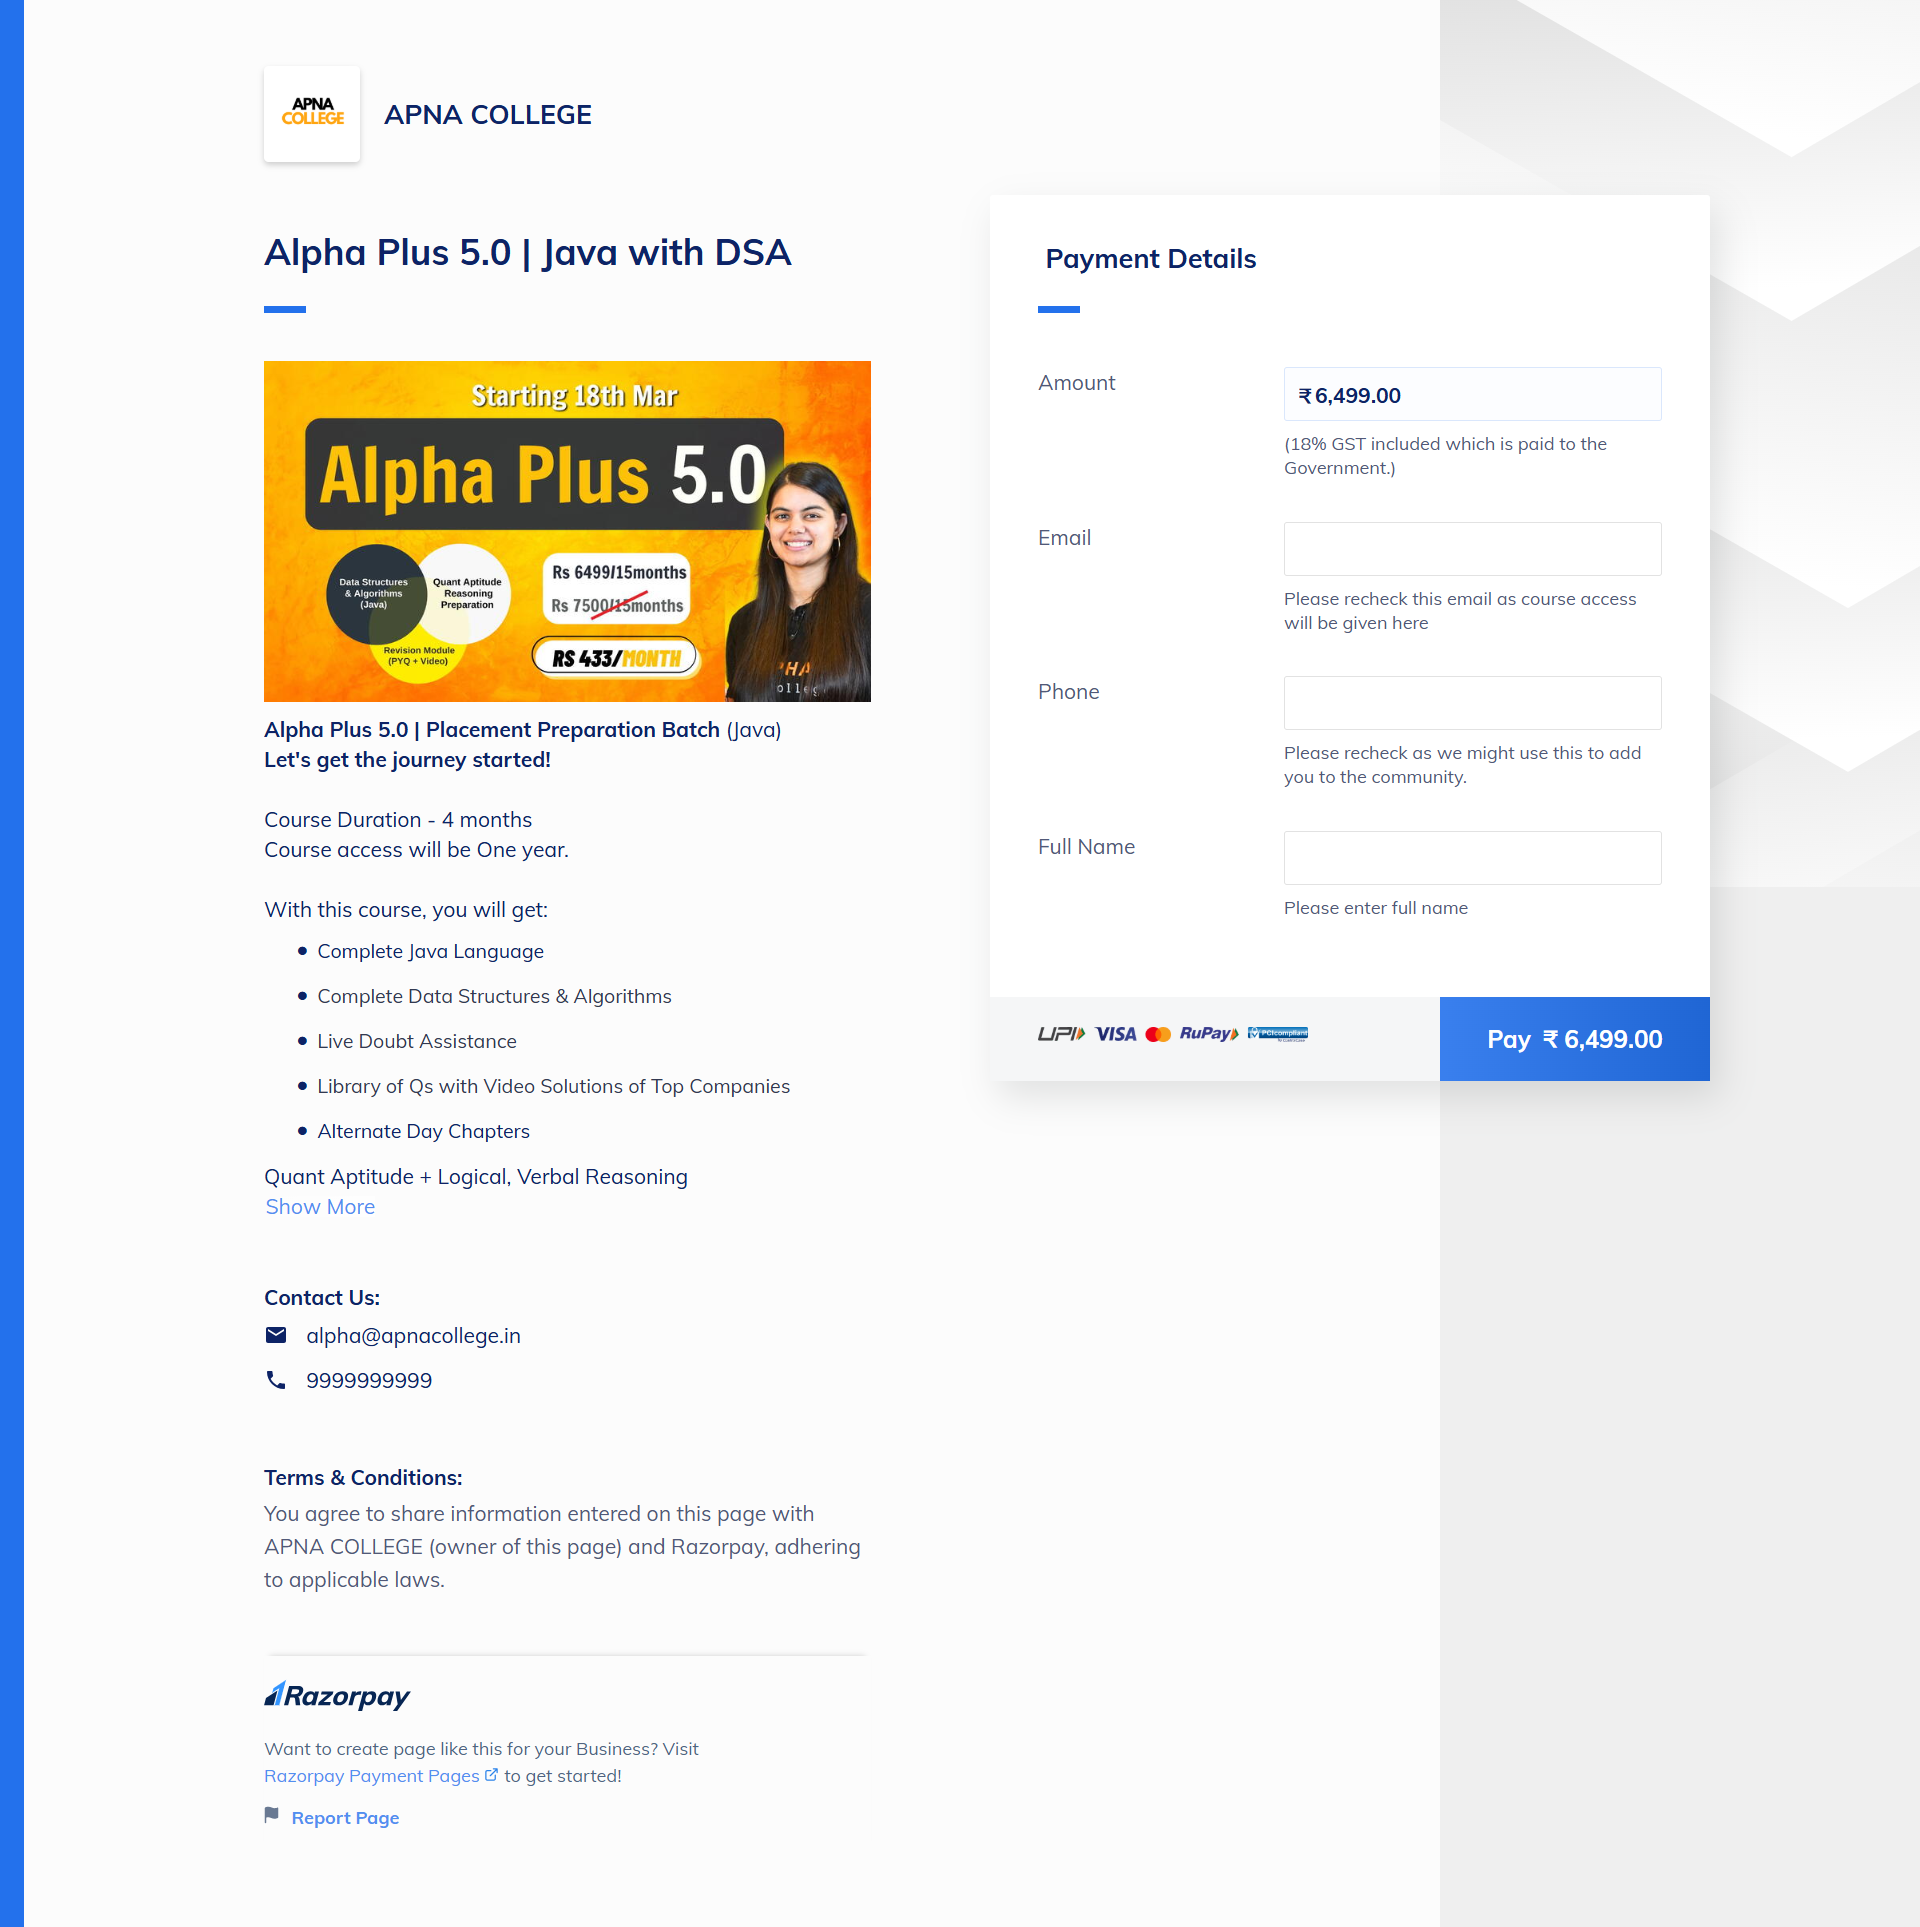 APNA
COLLEGE
APNA COLLEGE
Alpha Plus 5.0 | Java with DSA
Starting 18th Mar
Alpha Plus 5.0
Data Structures
& Algorithms
(Java)
Quant Aptitude
Reasoning
Preparation
Revision Module
(PYQ + Video)
Rs 6499/15months
Rs 7500/15months
RS 433/MONTH
Alpha Plus 5.0 | Placement Preparation Batch (Java)
Let's get the journey started!
Course Duration - 4 months
Course access will be One year.
With this course, you will get:
Complete Java Language
Complete Data Structures & Algorithms
Live Doubt Assistance
Library of Qs with Video Solutions of Top Companies
Alternate Day Chapters
Quant Aptitude + Logical, Verbal Reasoning
Show More
Contact Us:
alpha@apnacollege.in
9999999999
Terms & Conditions:
You agree to share information entered on this page with
APNA COLLEGE (owner of this page) and Razorpay, adhering
to applicable laws.
Razorpay
Want to create page like this for your Business? Visit
Razorpay Payment Pages to get started!
Report Page
Payment Details
Amount
₹ 6,499.00
(18% GST included which is paid to the
Government.)
Email
Please recheck this email as course access
will be given here
Phone
Please recheck as we might use this to add
you to the community.
Full Name
Please enter full name
UPI VISA RuPay PCI compliant
Pay ₹ 6,499.00